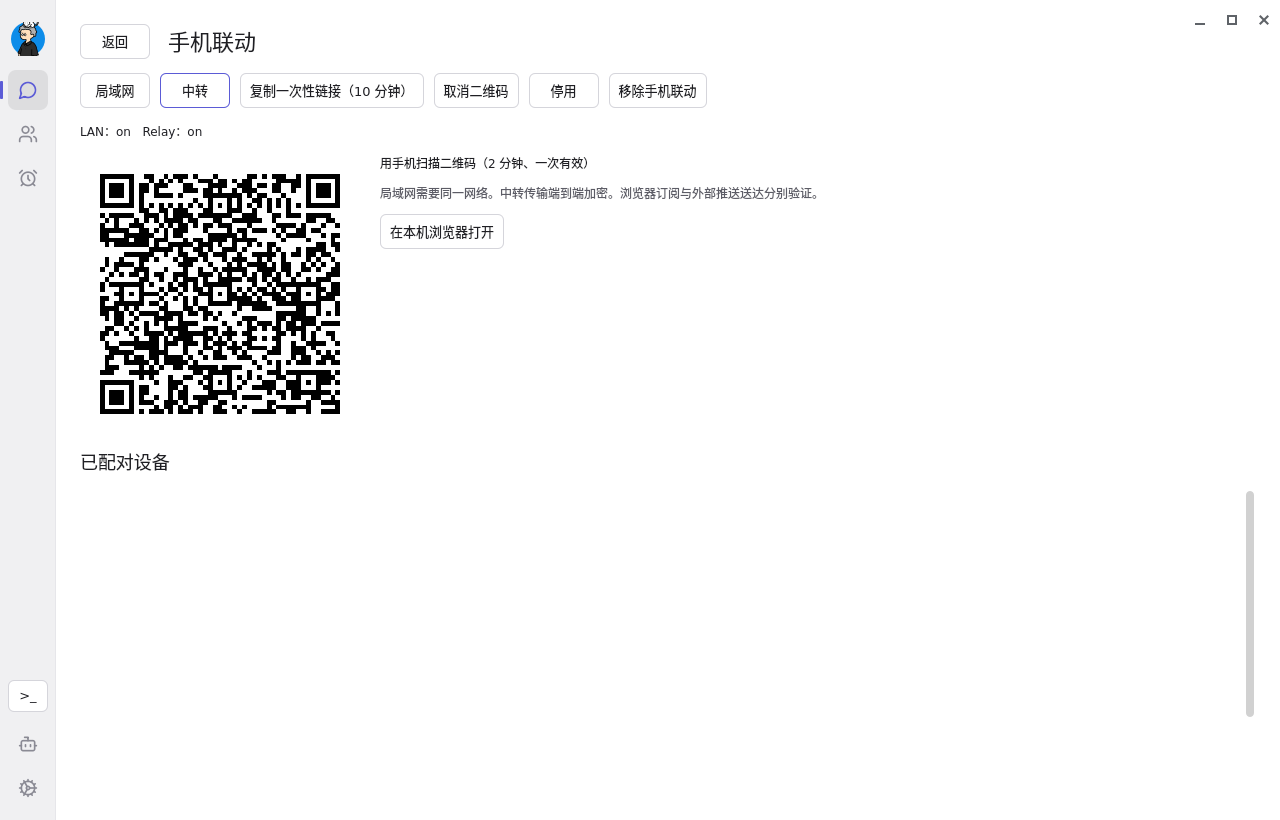 返回
手机联动
局域网
中转
复制一次性链接（10 分钟）
取消二维码
停用
移除手机联动
LAN：on Relay：on
用手机扫描二维码（2 分钟、一次有效）
局域网需要同一网络。中转传输端到端加密。浏览器订阅与外部推送送达分别验证。
在本机浏览器打开
已配对设备
>_